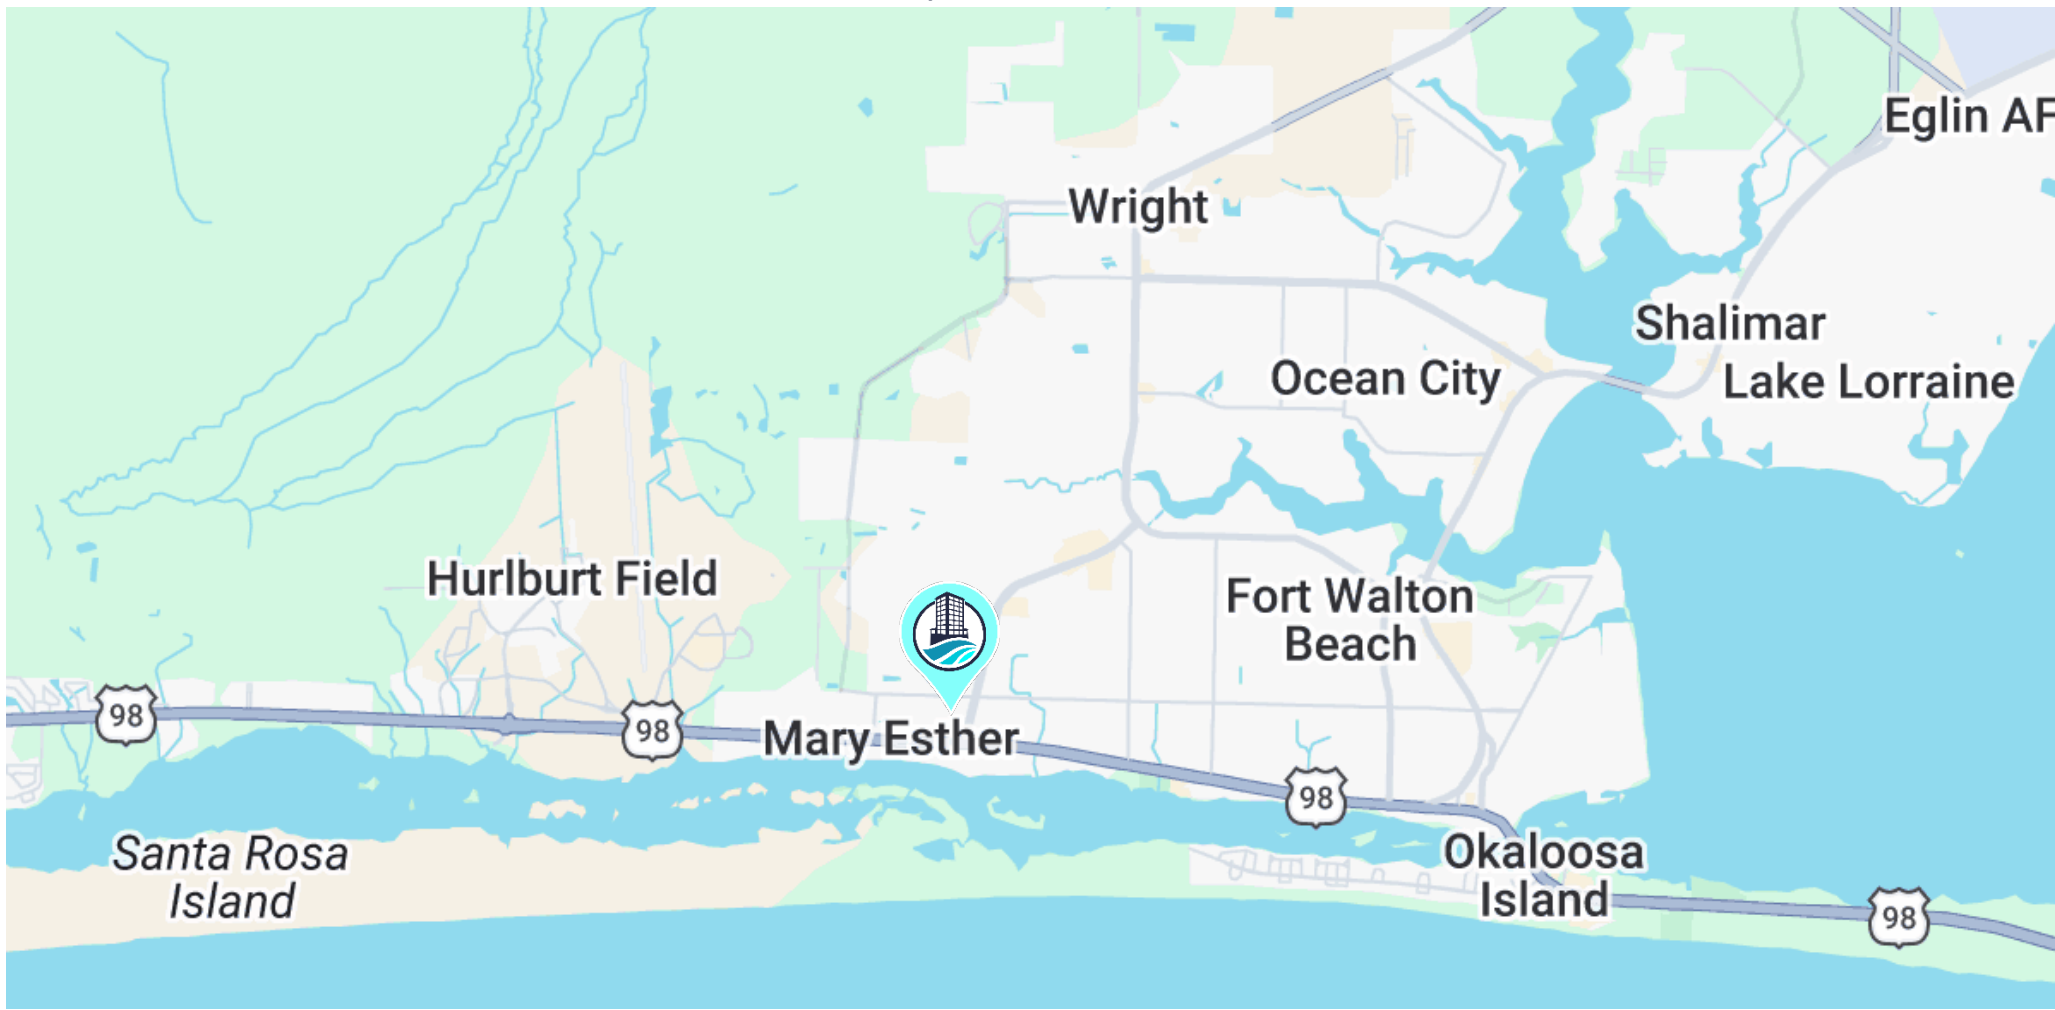 Eglin AF
Wright
Shalimar
Ocean City
Lake Lorraine
Hurlburt Field
Fort Walton
Beach
98
98
Mary Esther
98
Santa Rosa
Island
Okaloosa
Island
98